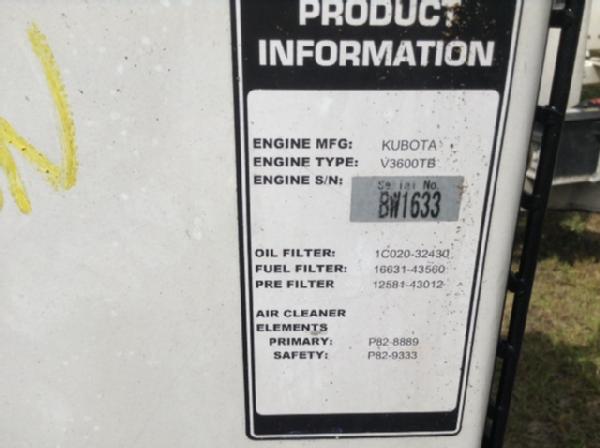 PRODUCT
INFORMATION
ENGINE MFG: KUBOTA
ENGINE TYPE: V3600TB
ENGINE S/N: Serial No.
BW1633
OIL FILTER: 1C020-32430
FUEL FILTER: 16631-43560
PRE FILTER 12581-43012
AIR CLEANER
ELEMENTS
PRIMARY: P82-8889
SAFETY: P82-9333